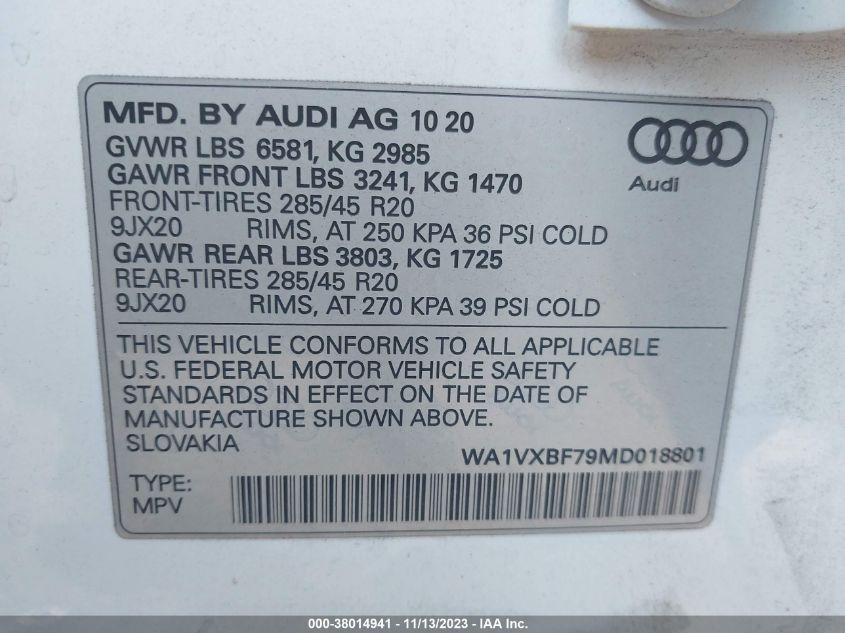 MFD. BY AUDI AG 10 20
GVWR LBS 6581, KG 2985
GAWR FRONT LBS 3241, KG 1470
FRONT-TIRES 285/45 R20
9JX20 RIMS, AT 250 KPA 36 PSI COLD
GAWR REAR LBS 3803, KG 1725
REAR-TIRES 285/45 R20
9JX20 RIMS, AT 270 KPA 39 PSI COLD
Audi
THIS VEHICLE CONFORMS TO ALL APPLICABLE
U.S. FEDERAL MOTOR VEHICLE SAFETY
STANDARDS IN EFFECT ON THE DATE OF
MANUFACTURE SHOWN ABOVE.
SLOVAKIA
WA1VXBF79MD018801
TYPE:
MPV
000-38014941 - 11/13/2023 - IAA Inc.